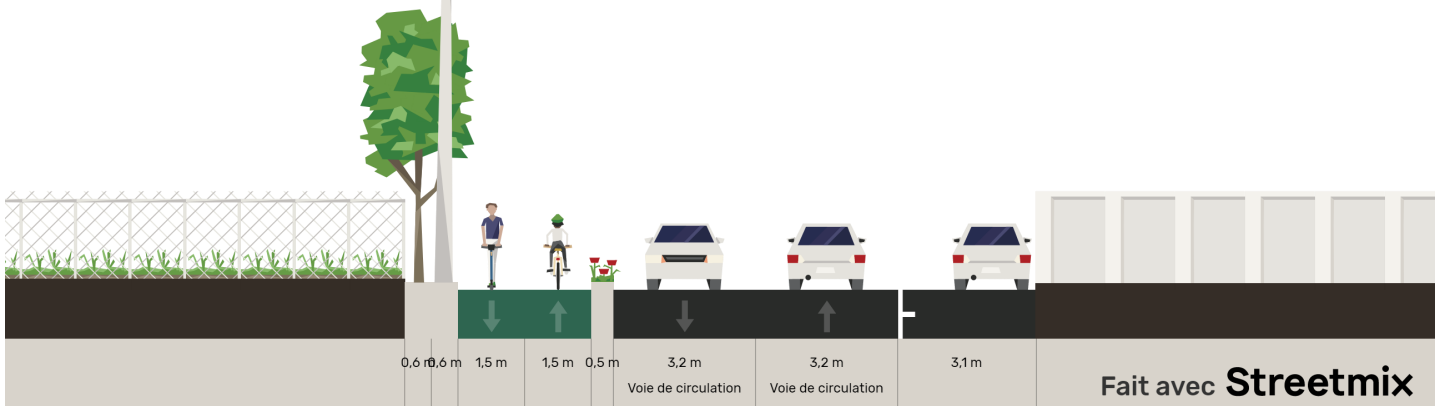 0,6 m 0,6 m 1,5 m 1,5 m 0,5 m 3,2 m 3,2 m 3,1 m
Voie de circulation Voie de circulation
Fait avec Streetmix